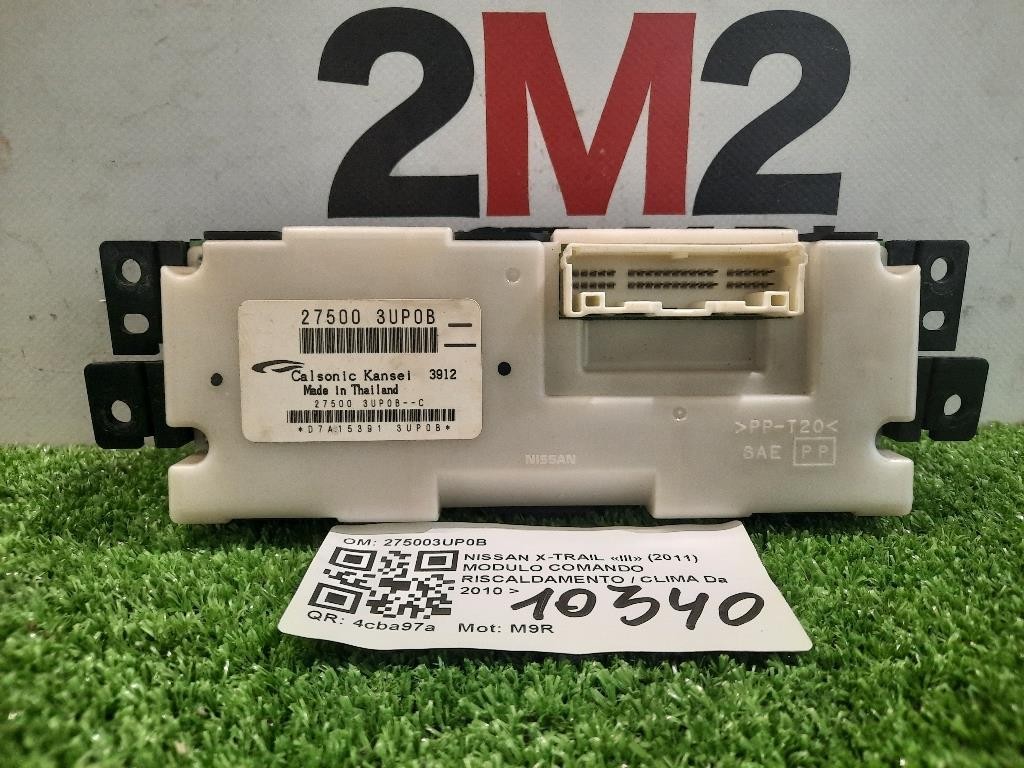 2M2
27500 3UP0B
Calsonic Kansei 3912
Made in Thailand
27500 3UP0B--C
*D7A15391 3UP0B*
>PP-T20<
SAE PP
NISSAN
OM: 275003UP0B
NISSAN X-TRAIL «III» (2011)
MODULO COMANDO
RISCALDAMENTO / CLIMA Da
2010 >
10340
QR: 4cba97a Mot: M9R